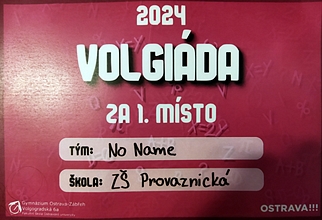 2024
VOLGIÁDA
ZA 1. MÍSTO
TÝM: No Name
ŠKOLA: ZŠ Provaznická
Gymnázium Ostrava-Zábřeh
Volgogradská 6a
OSTRAVA!!!